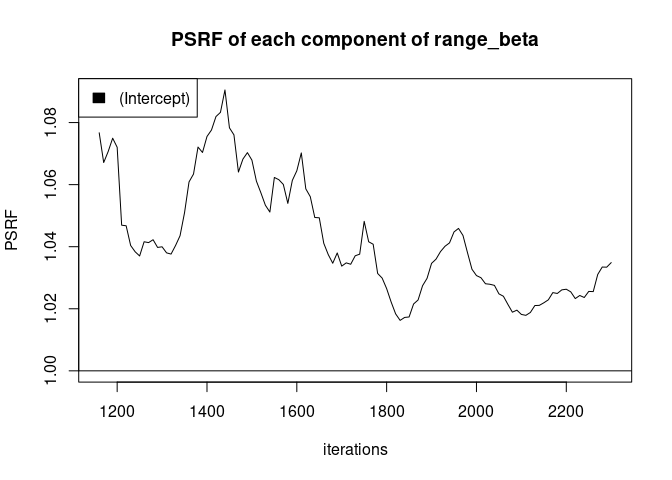 PSRF of each component of range_beta
(Intercept)
PSRF
1.08
1.06
1.04
1.02
1.00
1200 1400 1600 1800 2000 2200
iterations